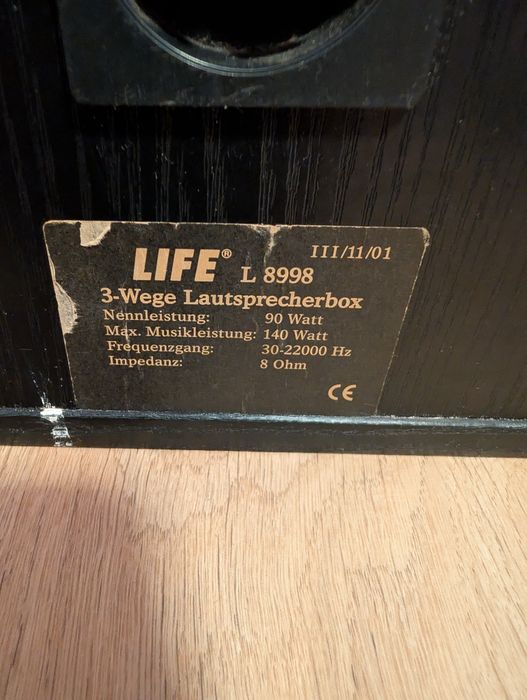 III/11/01
LIFE® L 8998
3-Wege Lautsprecherbox
Nennleistung: 90 Watt
Max. Musikleistung: 140 Watt
Frequenzgang: 30-22000 Hz
Impedanz: 8 Ohm
CE